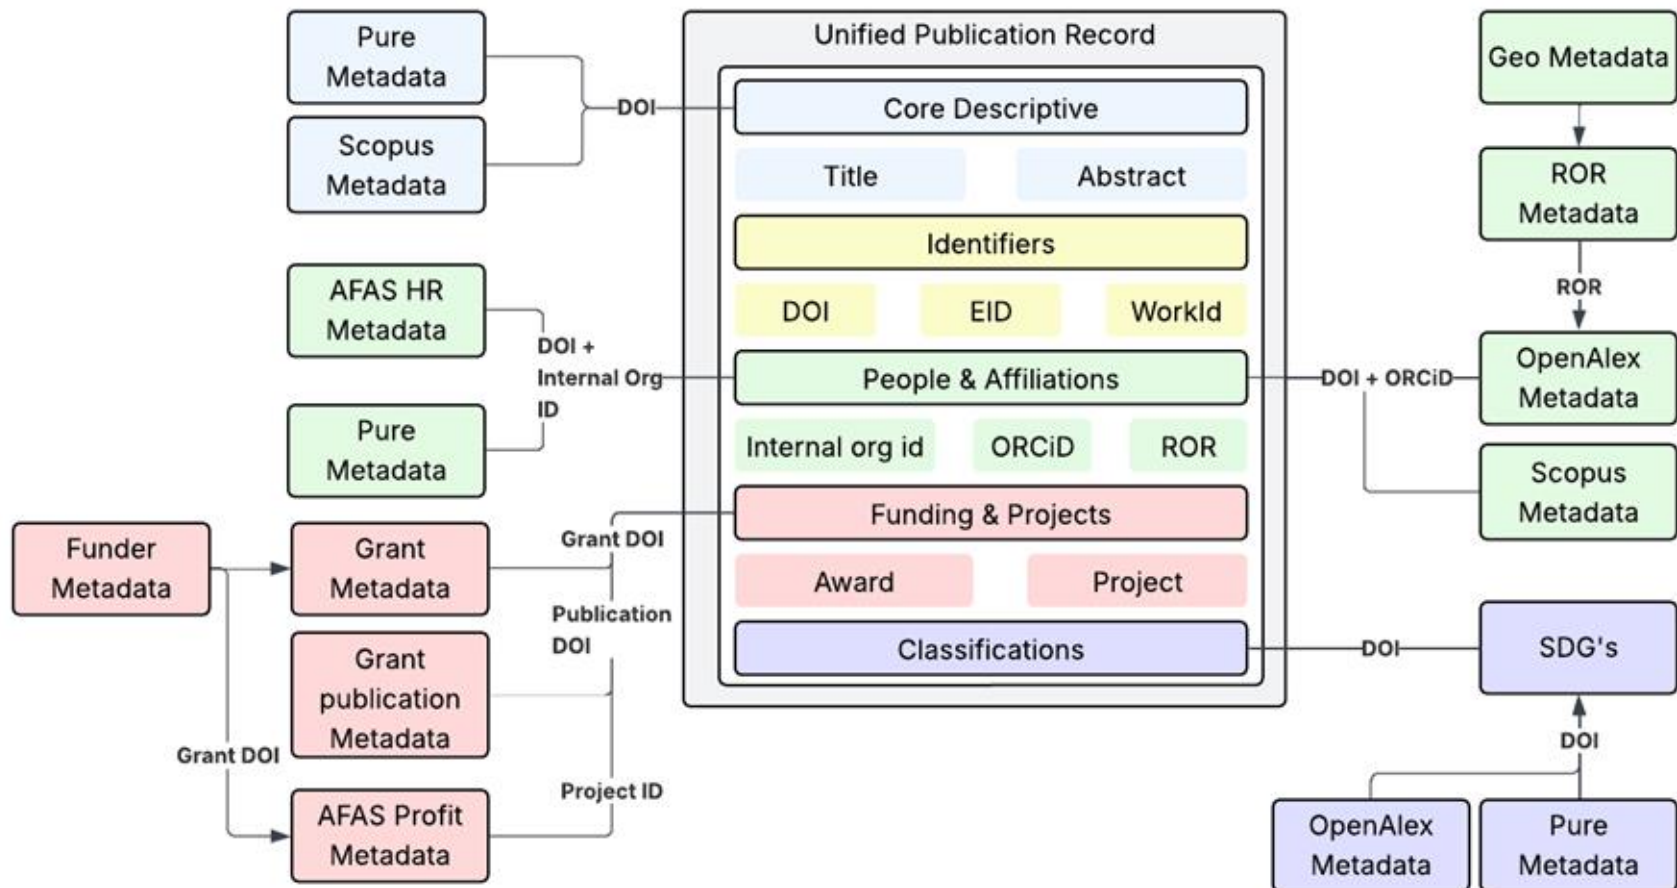 Pure
Metadata
Scopus
Metadata
DOI
AFAS HR
Metadata
Pure
Metadata
DOI +
Internal Org
ID
Funder
Metadata
Grant
Metadata
Grant
publication
Metadata
AFAS Profit
Metadata
Grant DOI
Grant DOI
Publication
DOI
Project ID
Unified Publication Record
Core Descriptive
Title
Abstract
Identifiers
DOI
EID
WorkId
People & Affiliations
Internal org id
ORCiD
ROR
Funding & Projects
Award
Project
Classifications
Geo Metadata
ROR
Metadata
ROR
OpenAlex
Metadata
DOI + ORCiD
Scopus
Metadata
DOI
SDG's
DOI
OpenAlex
Metadata
Pure
Metadata